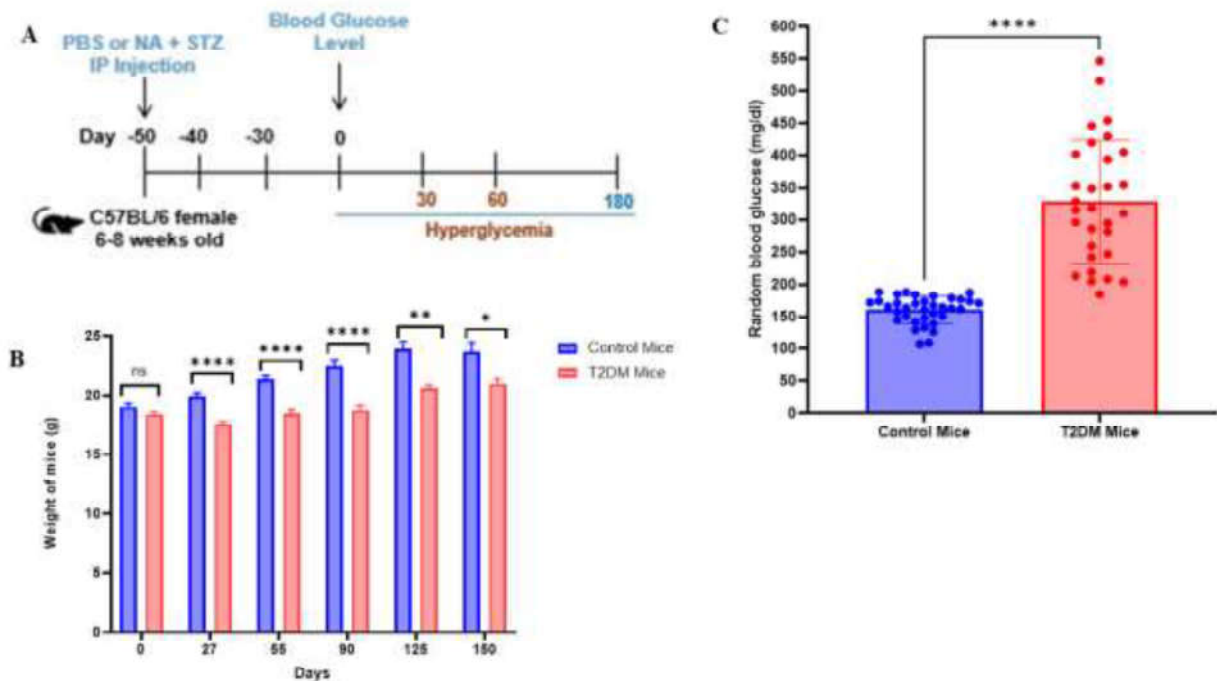 A
PBS or NA + STZ
IP Injection
Blood Glucose
Level
Day -50 -40 -30 0
30 60 180
Hyperglycemia
C57BL/6 female
6-8 weeks old
B
Weight of mice (g)
25
20
15
10
5
0
ns
****
****
****
**
*
0 27 55 90 125
Days
Control Mice
T2DM Mice
C
Random blood glucose (mg/dl)
600
550
500
450
400
350
300
250
200
150
100
50
0
****
Control Mice T2DM Mice